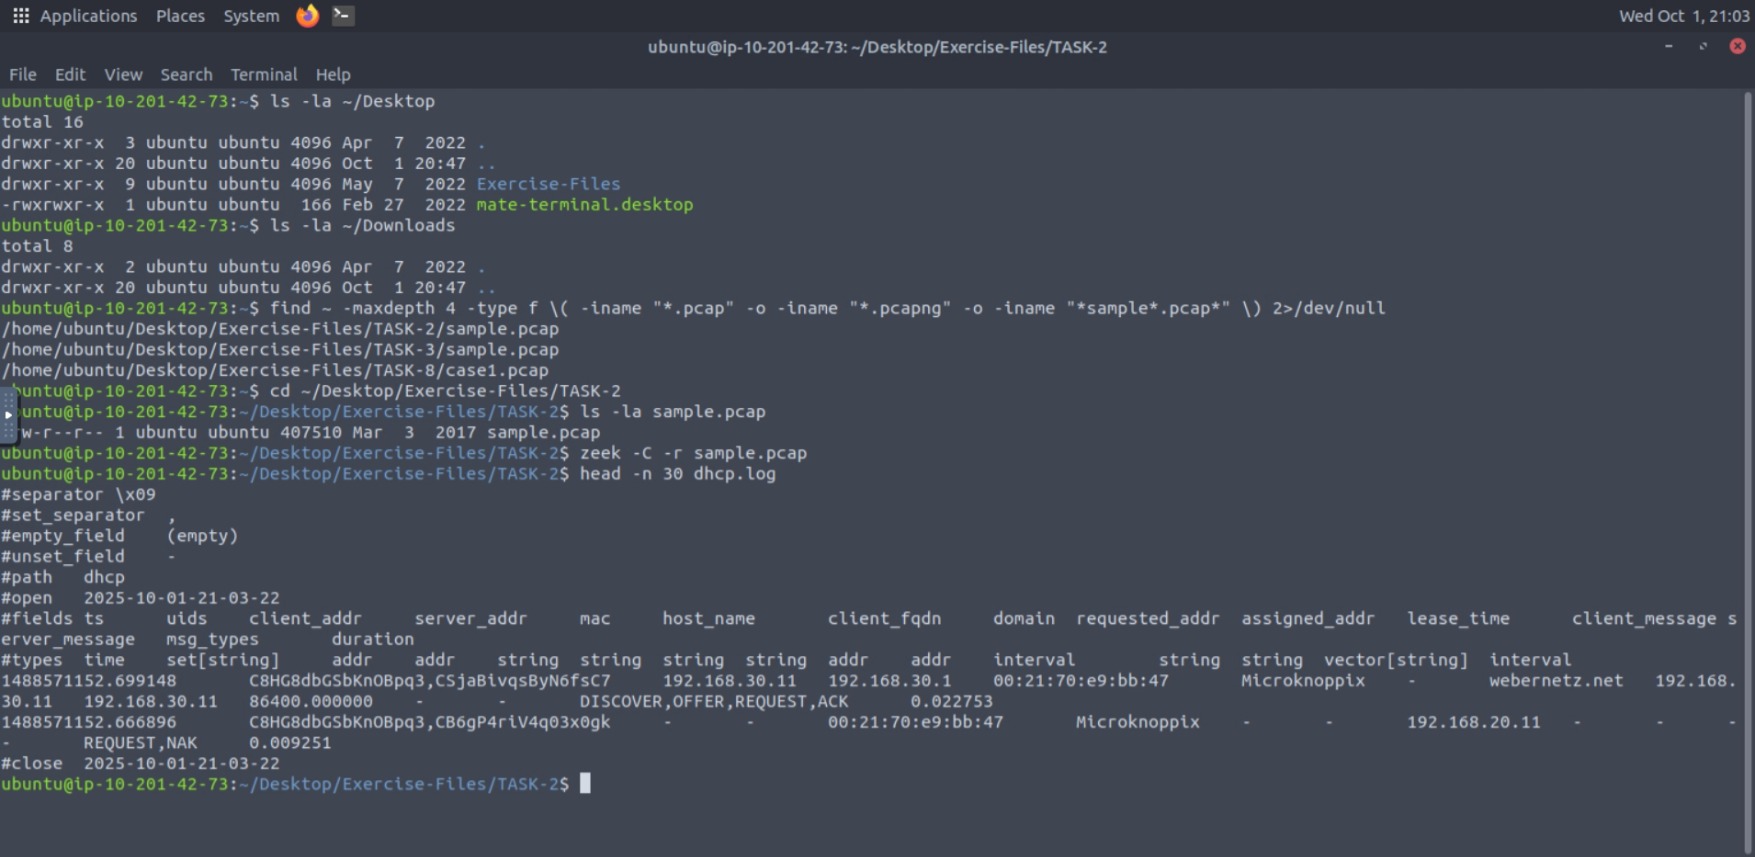 Applications Places System Wed Oct 1, 21:03
ubuntu@ip-10-201-42-73: ~/Desktop/Exercise-Files/TASK-2
File Edit View Search Terminal Help
ubuntu@ip-10-201-42-73:~$ ls -la ~/Desktop
total 16
drwxr-xr-x  3 ubuntu ubuntu 4096 Apr  7  2022 .
drwxr-xr-x 20 ubuntu ubuntu 4096 Oct  1 20:47 ..
drwxr-xr-x  9 ubuntu ubuntu 4096 May  7  2022 Exercise-Files
-rwxrwxr-x  1 ubuntu ubuntu  166 Feb 27  2022 mate-terminal.desktop
ubuntu@ip-10-201-42-73:~$ ls -la ~/Downloads
total 8
drwxr-xr-x  2 ubuntu ubuntu 4096 Apr  7  2022 .
drwxr-xr-x 20 ubuntu ubuntu 4096 Oct  1 20:47 ..
ubuntu@ip-10-201-42-73:~$ find ~ -maxdepth 4 -type f \( -iname "*.pcap" -o -iname "*.pcapng" -o -iname "*sample*.pcap*" \) 2>/dev/null
/home/ubuntu/Desktop/Exercise-Files/TASK-2/sample.pcap
/home/ubuntu/Desktop/Exercise-Files/TASK-3/sample.pcap
/home/ubuntu/Desktop/Exercise-Files/TASK-8/case1.pcap
buntu@ip-10-201-42-73:~$ cd ~/Desktop/Exercise-Files/TASK-2
untu@ip-10-201-42-73:~/Desktop/Exercise-Files/TASK-2$ ls -la sample.pcap
w-r--r-- 1 ubuntu ubuntu 407510 Mar  3  2017 sample.pcap
ubuntu@ip-10-201-42-73:~/Desktop/Exercise-Files/TASK-2$ zeek -C -r sample.pcap
ubuntu@ip-10-201-42-73:~/Desktop/Exercise-Files/TASK-2$ head -n 30 dhcp.log
#separator \x09
#set_separator	,
#empty_field	(empty)
#unset_field	-
#path	dhcp
#open	2025-10-01-21-03-22
#fields	ts	uids	client_addr	server_addr	mac	host_name	client_fqdn	domain	requested_addr	assigned_addr	lease_time	client_message s
erver_message	msg_types	duration
#types	time	set[string]	addr	addr	string	string	string	string	addr	addr	interval	string	string	vector[string]	interval
1488571152.699148	C8HG8dbGSbKnOBpq3,CSjaBivqsByN6fsC7	192.168.30.11	192.168.30.1	00:21:70:e9:bb:47	Microknoppix	-	webernetz.net	192.168.
30.11	192.168.30.11	86400.000000	-	-	DISCOVER,OFFER,REQUEST,ACK	0.022753
1488571152.666896	C8HG8dbGSbKnOBpq3,CB6gP4riV4q03x0gk	-	-	00:21:70:e9:bb:47	Microknoppix	-	-	192.168.20.11	-	-	-
-	REQUEST,NAK	0.009251
#close	2025-10-01-21-03-22
ubuntu@ip-10-201-42-73:~/Desktop/Exercise-Files/TASK-2$